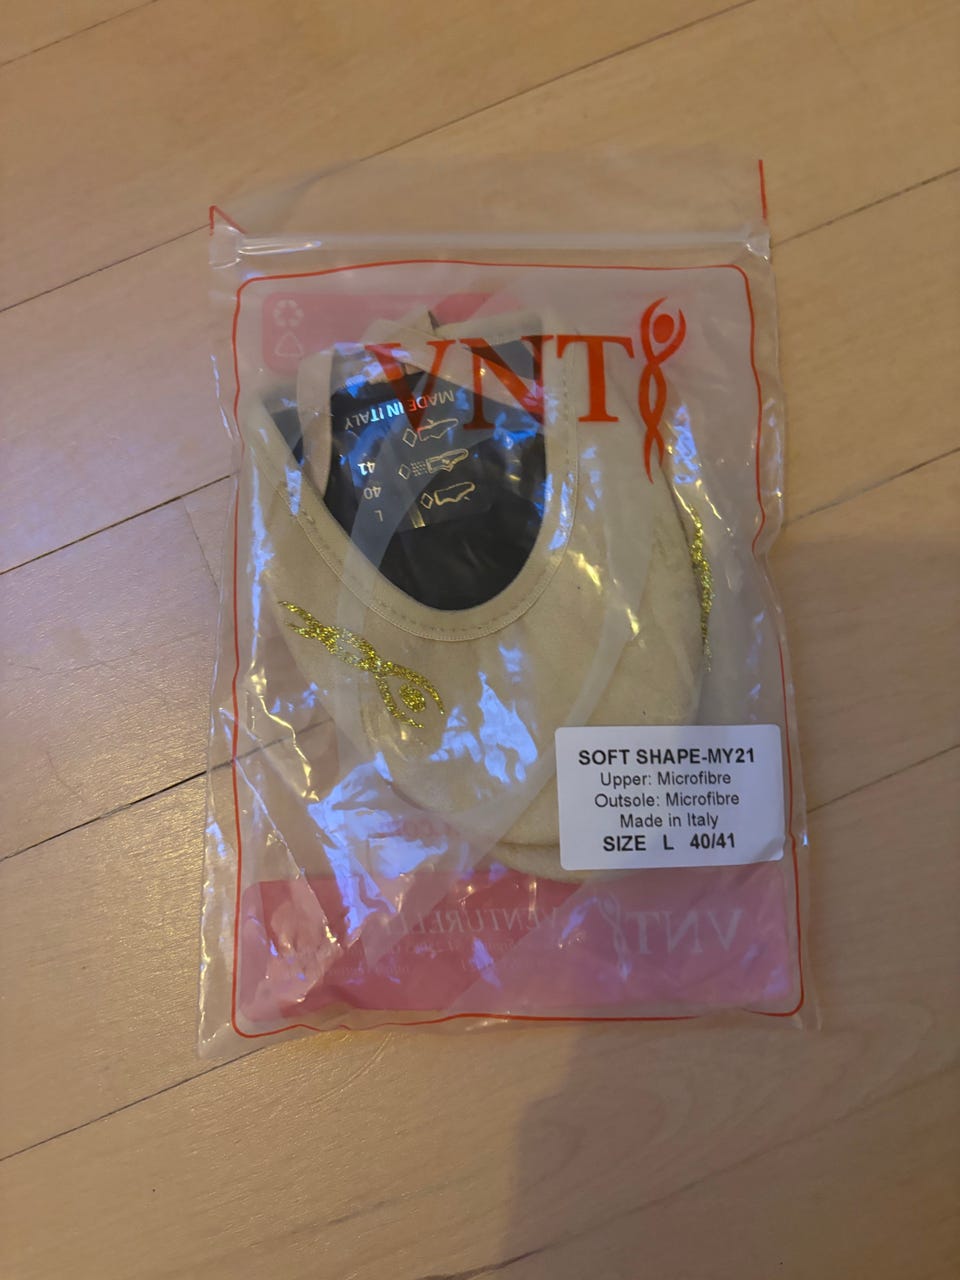 VNT
MADE IN ITALY
41
40
L
SOFT SHAPE-MY21
Upper: Microfibre
Outsole: Microfibre
Made in Italy
SIZE L 40/41
VENTURELLI
VNT